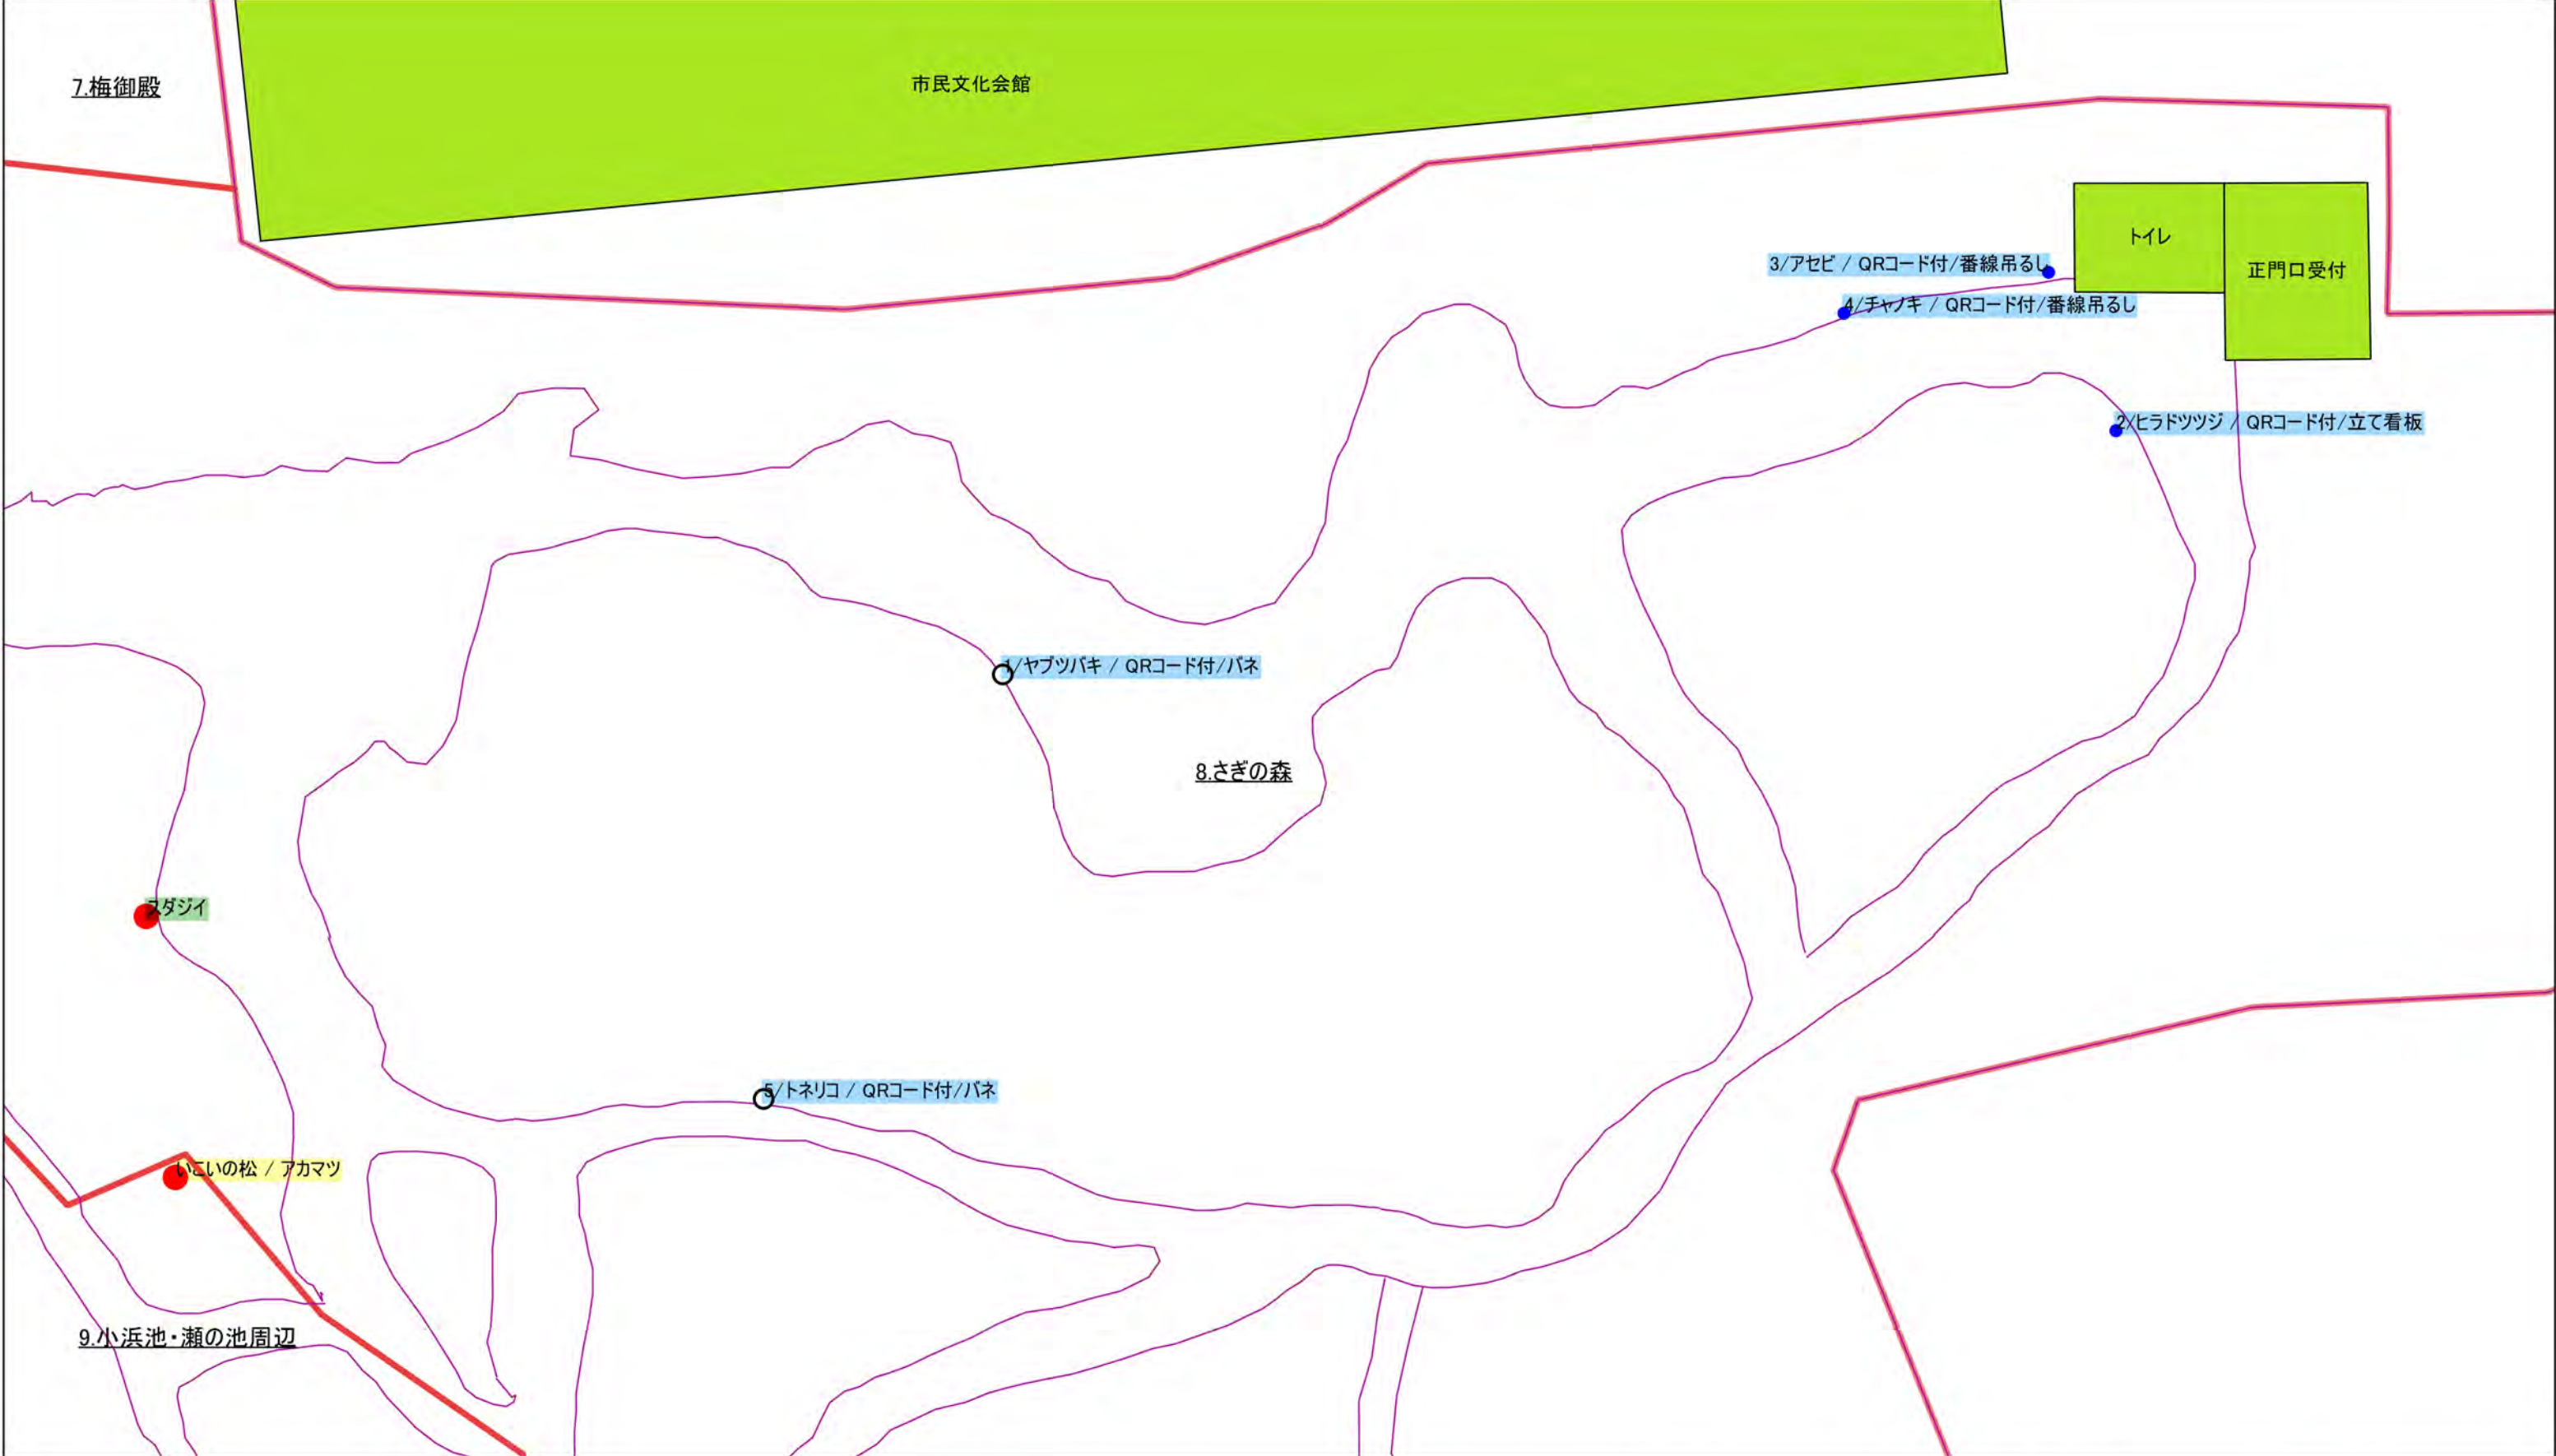 7.梅御殿
市民文化会館
トイレ
正門口受付
3/アセビ / QRコード付/番線吊るし
4/チャノキ / QRコード付/番線吊るし
2/ヒラドツツジ / QRコード付/立て看板
1/ヤブツバキ / QRコード付/バネ
8.さぎの森
スダジイ
5/トネリコ / QRコード付/バネ
いこいの松 / アカマツ
9.小浜池・瀬の池周辺